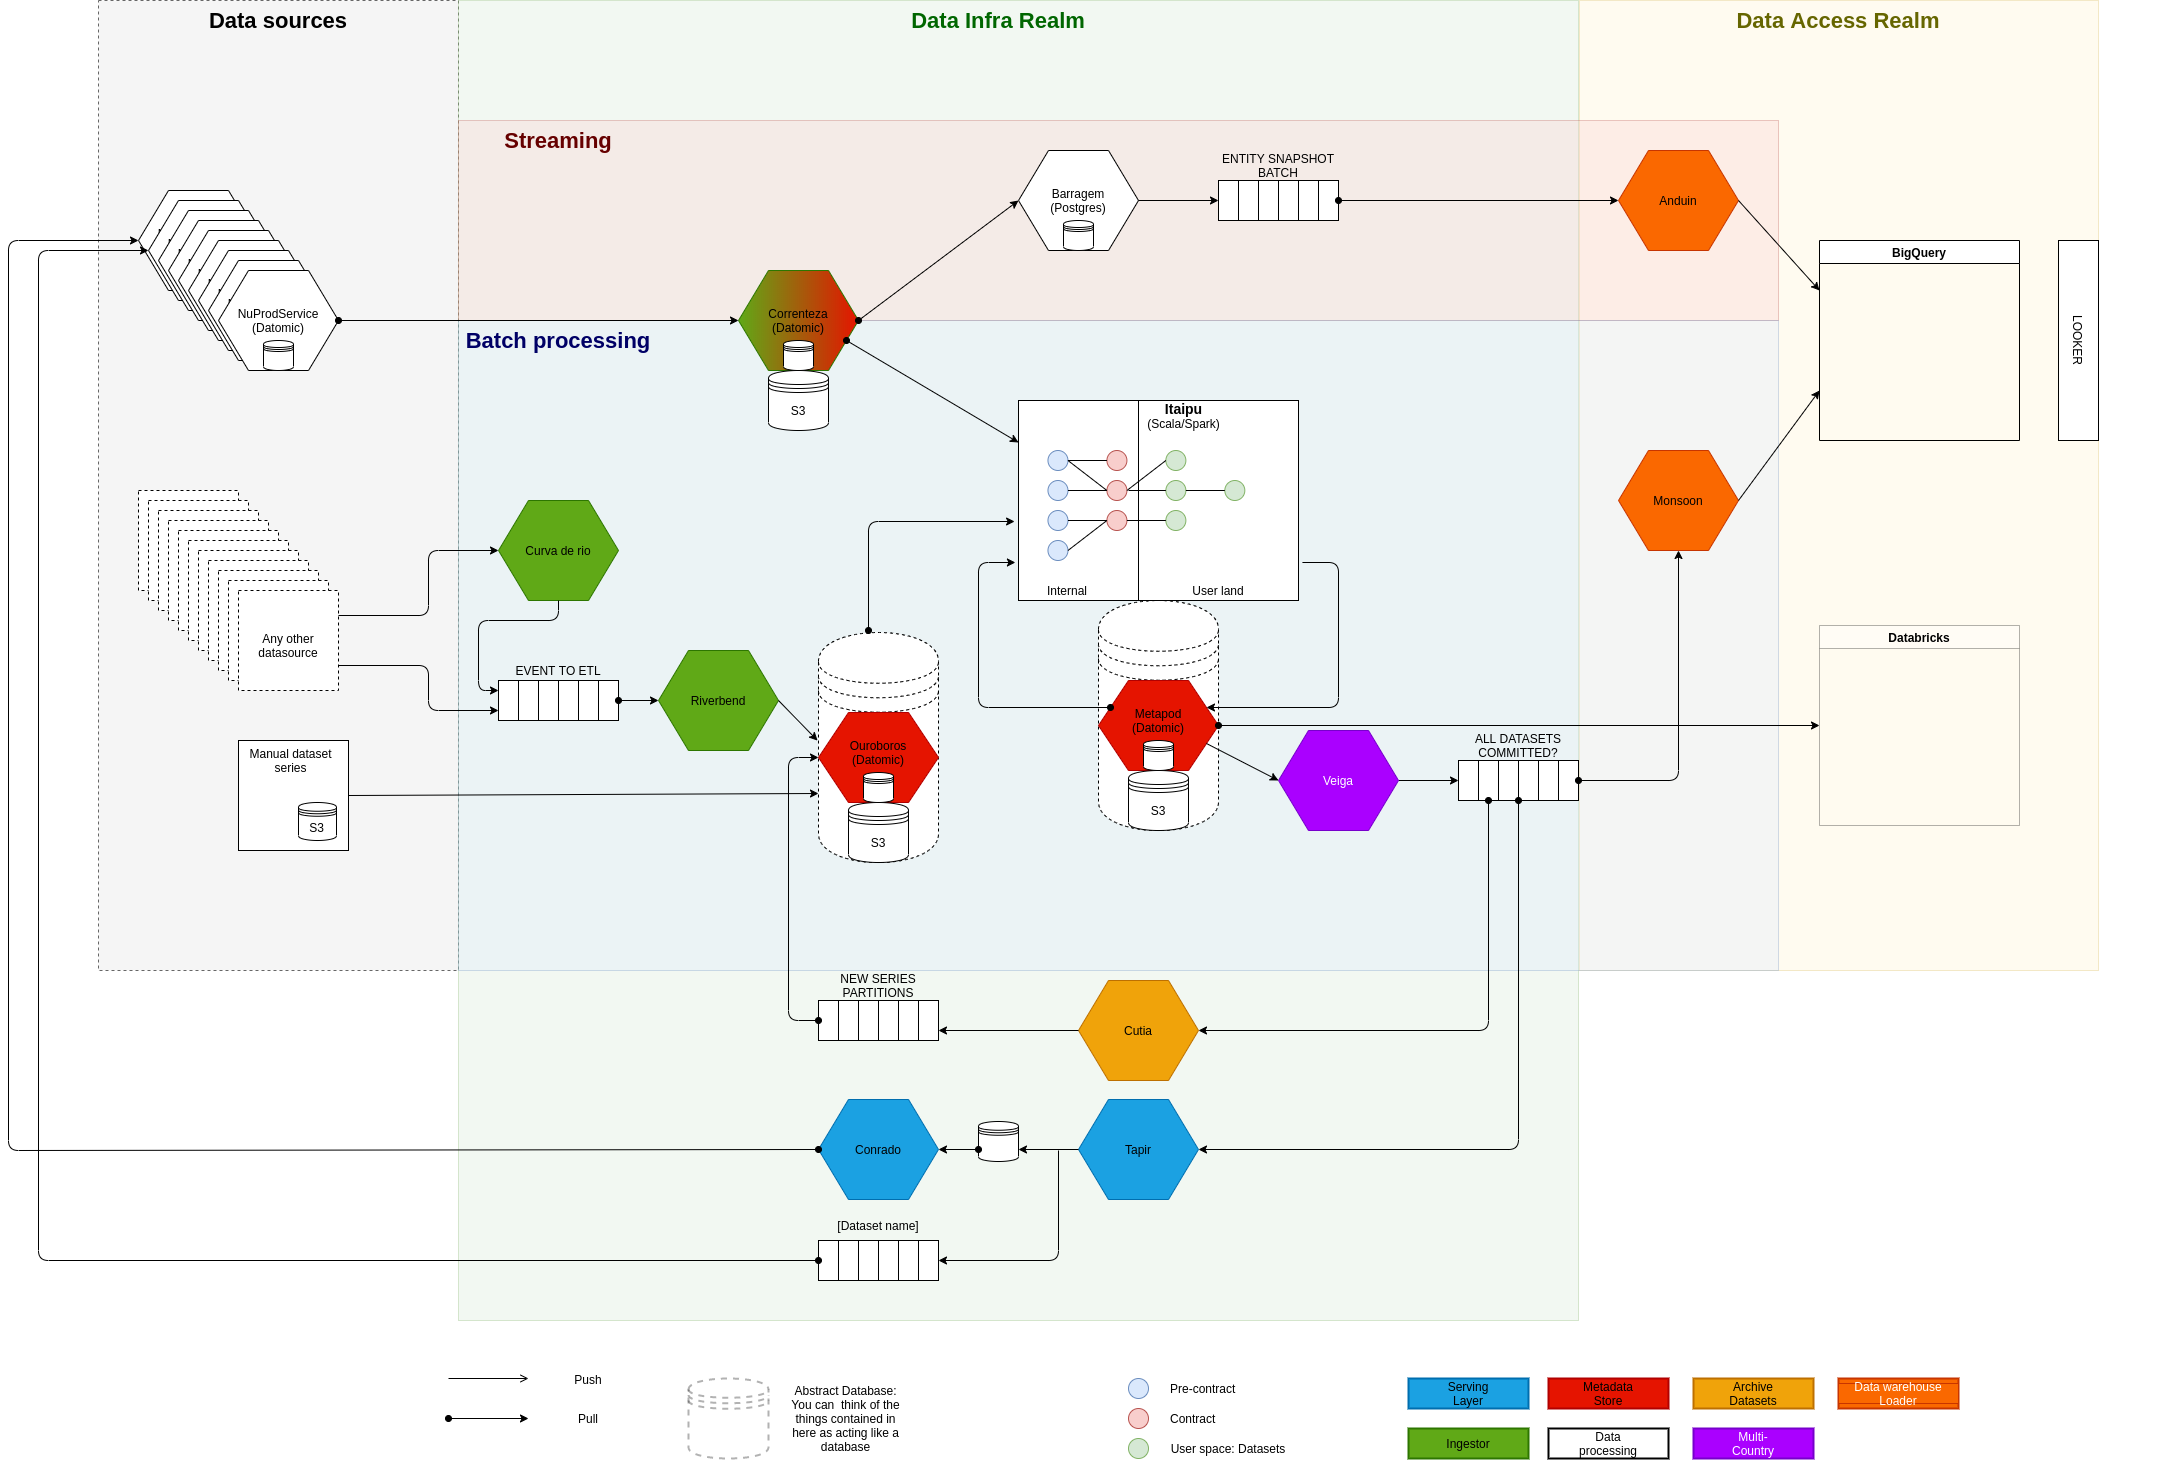 Data sources
Data Infra Realm
Data Access Realm
Streaming
ENTITY SNAPSHOT
BATCH
Barragem
(Postgres)
Anduin
BigQuery
LOOKER
NuProdService
(Datomic)
Correnteza
(Datomic)
S3
Batch processing
Itaipu
(Scala/Spark)
Internal
User land
Monsoon
Curva de rio
Any other
datasource
EVENT TO ETL
Riverbend
Ouroboros
(Datomic)
S3
Metapod
(Datomic)
S3
Veiga
ALL DATASETS
COMMITTED?
Databricks
Manual dataset
series
S3
NEW SERIES
PARTITIONS
Cutia
Conrado
Tapir
[Dataset name]
Push
Pull
Abstract Database:
You can think of the
things contained in
here as acting like a
database
Pre-contract
Contract
User space: Datasets
Serving
Layer
Metadata
Store
Archive
Datasets
Data warehouse
Loader
Ingestor
Data
processing
Multi-
Country